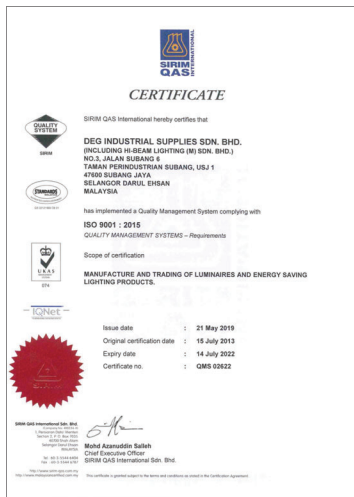 SIRIM
QAS
INTERNATIONAL
CERTIFICATE
SIRIM QAS International hereby certifies that
QUALITY
SYSTEM
SIRIM
DEG INDUSTRIAL SUPPLIES SDN. BHD.
(INCLUDING HI-BEAM LIGHTING (M) SDN. BHD.)
NO.3, JALAN SUBANG 6
TAMAN PERINDUSTRIAN SUBANG, USJ 1
47600 SUBANG JAYA
SELANGOR DARUL EHSAN
MALAYSIA
STANDARDS
has implemented a Quality Management System complying with
ISO 9001 : 2015
QUALITY MANAGEMENT SYSTEMS – Requirements
UKAS
074
Scope of certification
MANUFACTURE AND TRADING OF LUMINAIRES AND ENERGY SAVING
LIGHTING PRODUCTS.
IQNet
Issue date : 21 May 2019
Original certification date : 15 July 2013
Expiry date : 14 July 2022
Certificate no. : QMS 02622
SIRIM
SIRIM QAS International Sdn. Bhd.
Mohd Azanuddin Salleh
Chief Executive Officer
SIRIM QAS International Sdn. Bhd.
This certificate is granted subject to the terms and conditions as stated in the Certification Agreement.